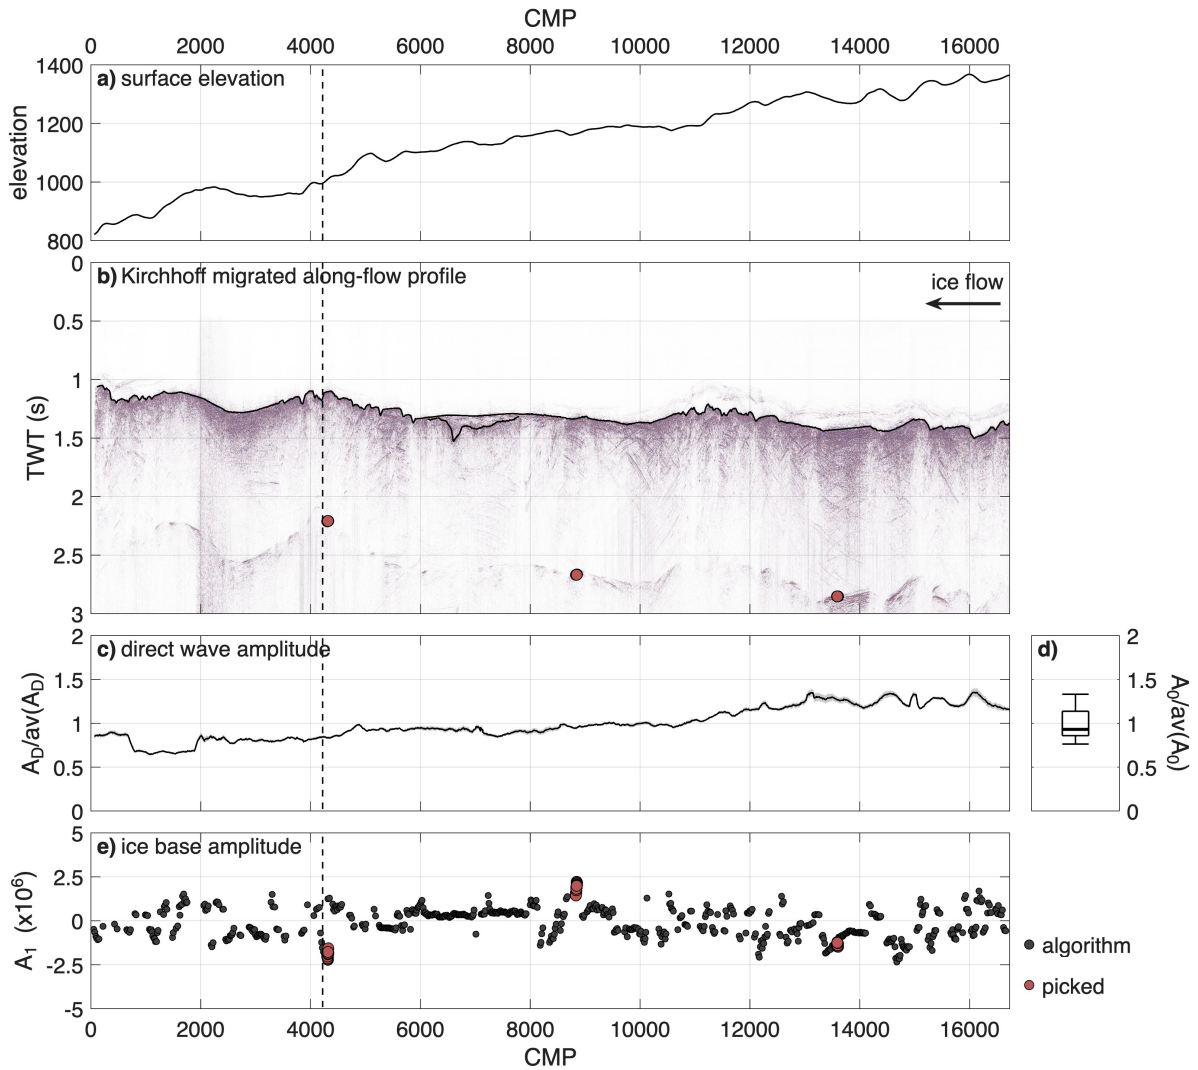 CMP
0 2000 4000 6000 8000 10000 12000 14000 16000
a) surface elevation
elevation
1400
1200
1000
800
b) Kirchhoff migrated along-flow profile
ice flow
TWT (s)
0
0.5
1
1.5
2
2.5
3
c) direct wave amplitude
A_D/av(A_D)
2
1.5
1
0.5
0
d)
2
1.5
1
0.5
0
A_0/av(A_0)
e) ice base amplitude
A_1 (x10^6)
5
2.5
0
-2.5
-5
algorithm
picked
0 2000 4000 6000 8000 10000 12000 14000 16000
CMP